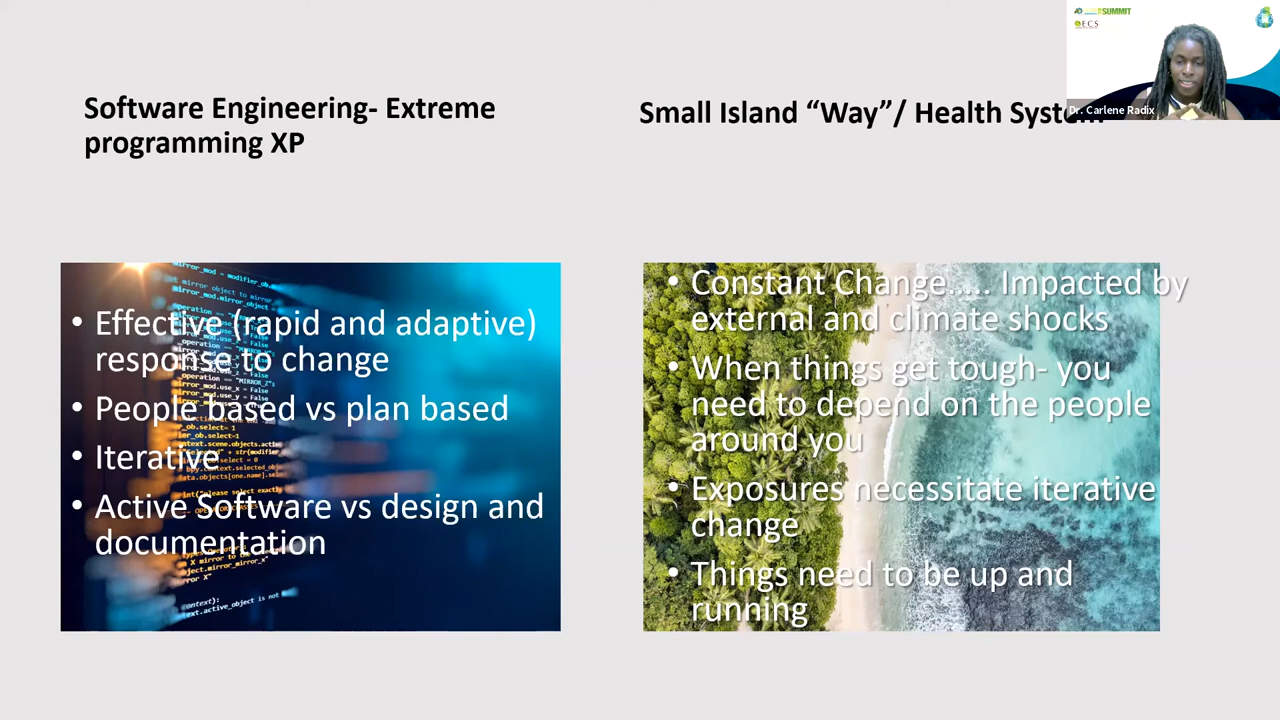 SUMMIT
OECS
Dr. Carlene Radix
Software Engineering- Extreme
programming XP
Small Island “Way”/ Health System
• Effective (rapid and adaptive)
response to change
• People based vs plan based
• Iterative
• Active Software vs design and
documentation
• Constant Change..... Impacted by
external and climate shocks
• When things get tough- you
need to depend on the people
around you
• Exposures necessitate iterative
change
• Things need to be up and
running